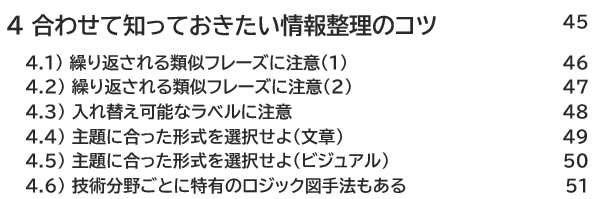 4 合わせて知っておきたい情報整理のコツ 45
4.1) 繰り返される類似フレーズに注意(1) 46
4.2) 繰り返される類似フレーズに注意(2) 47
4.3) 入れ替え可能なラベルに注意 48
4.4) 主題に合った形式を選択せよ(文章) 49
4.5) 主題に合った形式を選択せよ(ビジュアル) 50
4.6) 技術分野ごとに特有のロジック図手法もある 51